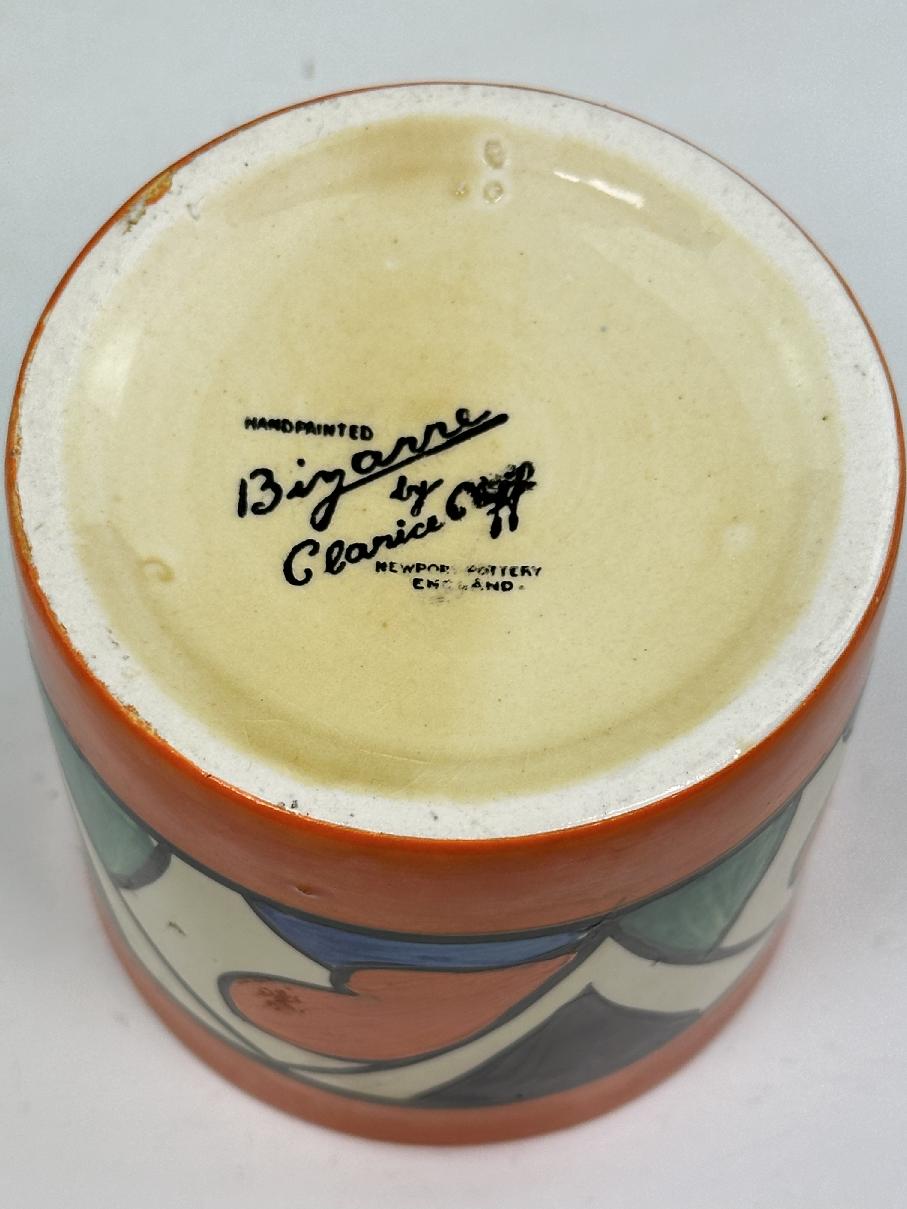 HANDPAINTED
Bizarre
by
Clarice Cliff
NEWPORT POTTERY
ENGLAND.